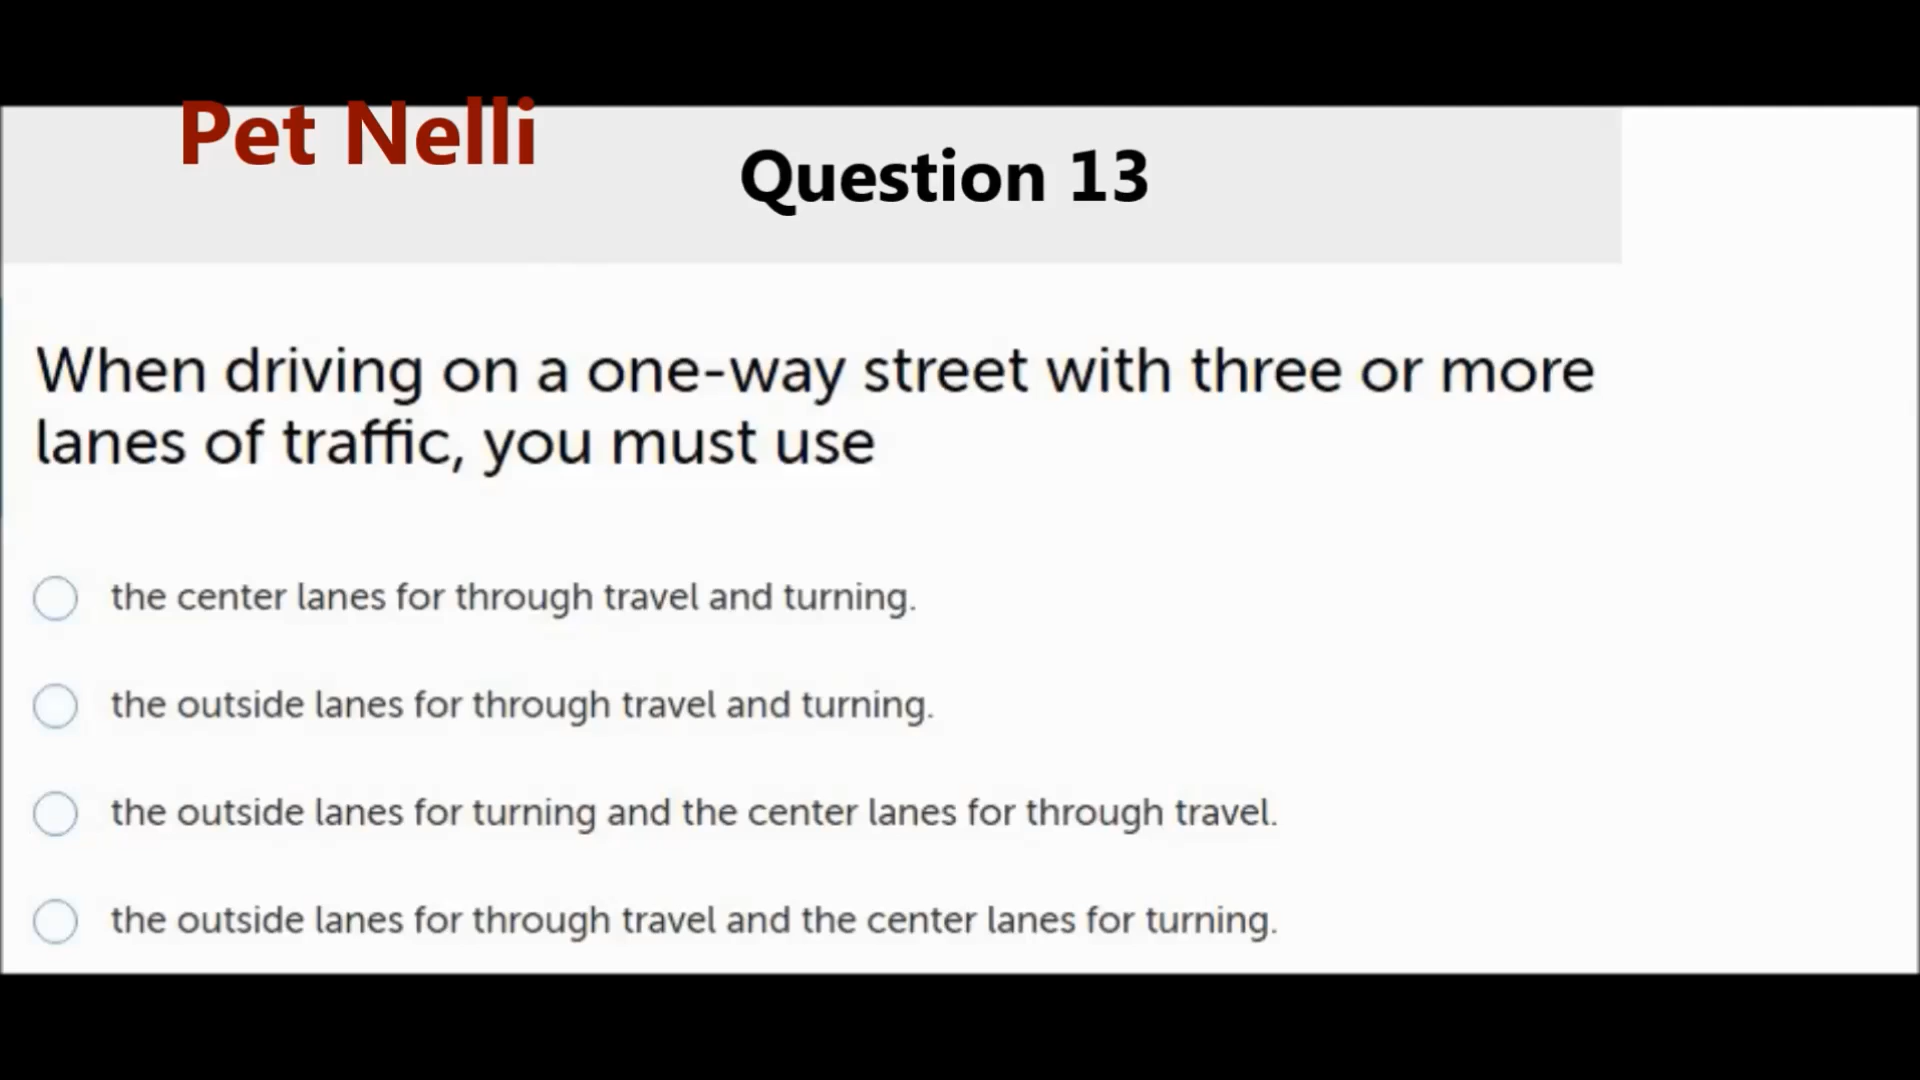 Pet Nelli
Question 13
When driving on a one-way street with three or more
lanes of traffic, you must use
the center lanes for through travel and turning.
the outside lanes for through travel and turning.
the outside lanes for turning and the center lanes for through travel.
the outside lanes for through travel and the center lanes for turning.